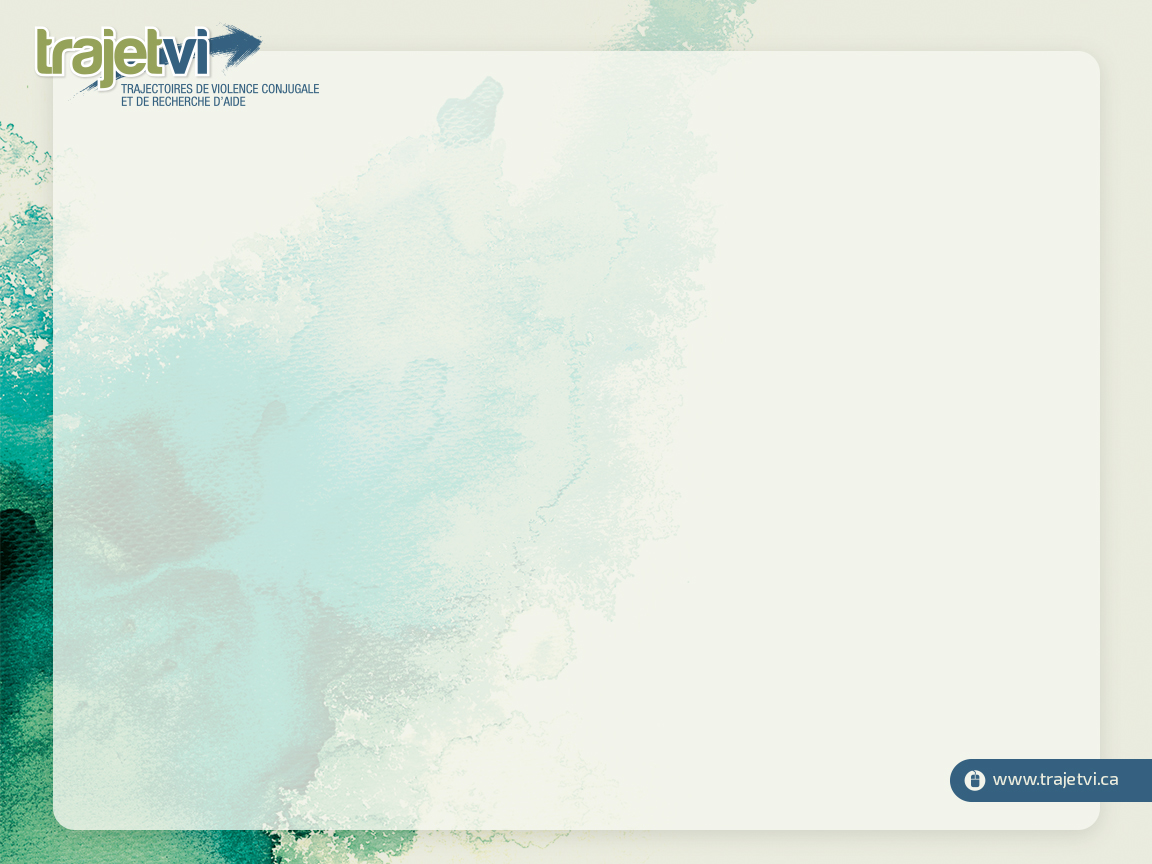 trajetvi
TRAJECTOIRES DE VIOLENCE CONJUGALE
ET DE RECHERCHE D'AIDE
www.trajetvi.ca